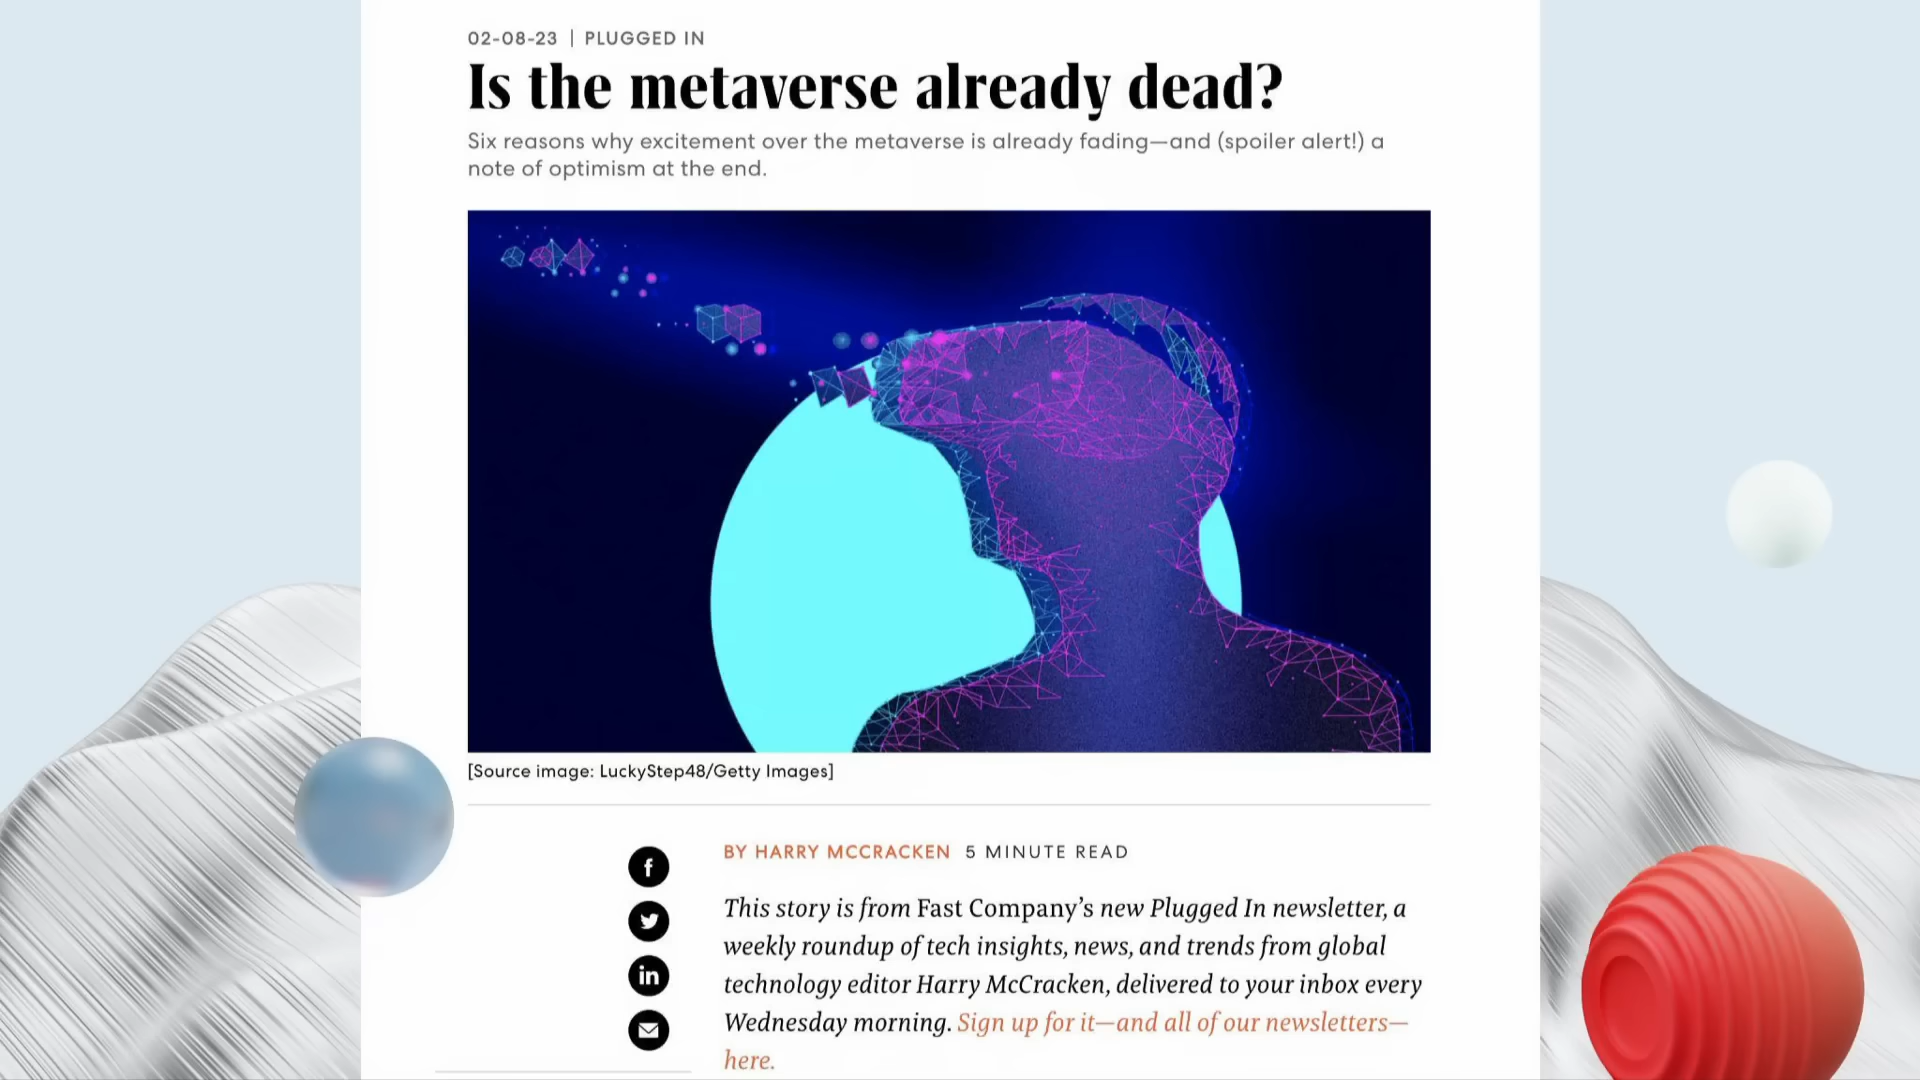 02-08-23 | PLUGGED IN
Is the metaverse already dead?
Six reasons why excitement over the metaverse is already fading—and (spoiler alert!) a
note of optimism at the end.
[Source image: LuckyStep48/Getty Images]
BY HARRY MCCRACKEN 5 MINUTE READ
This story is from Fast Company’s new Plugged In newsletter, a
weekly roundup of tech insights, news, and trends from global
technology editor Harry McCracken, delivered to your inbox every
Wednesday morning. Sign up for it—and all of our newsletters—
here.